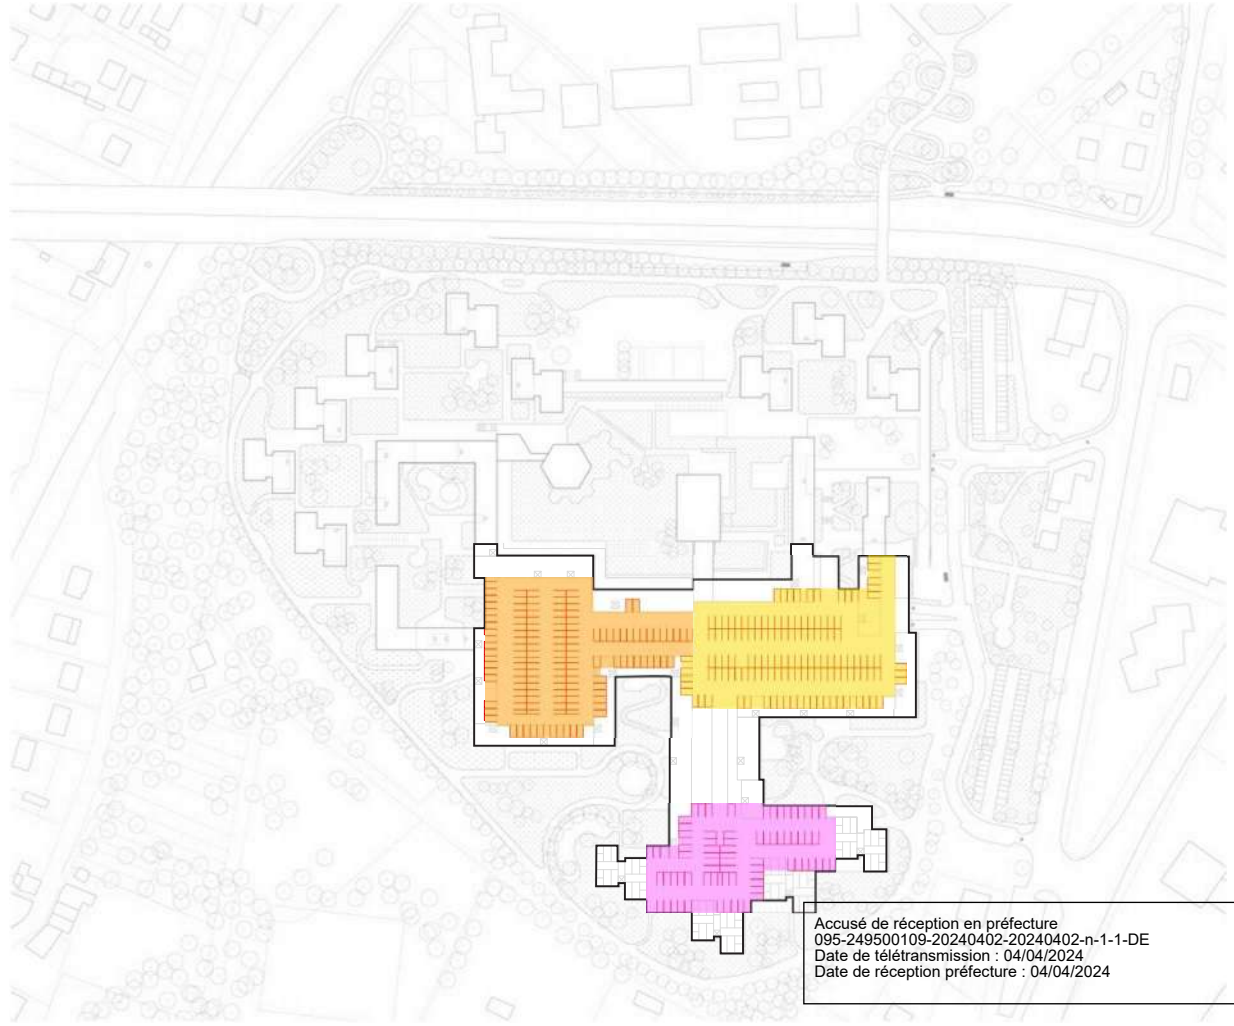 Accusé de réception en préfecture
095-249500109-20240402-20240402-n-1-1-DE
Date de télétransmission : 04/04/2024
Date de réception préfecture : 04/04/2024